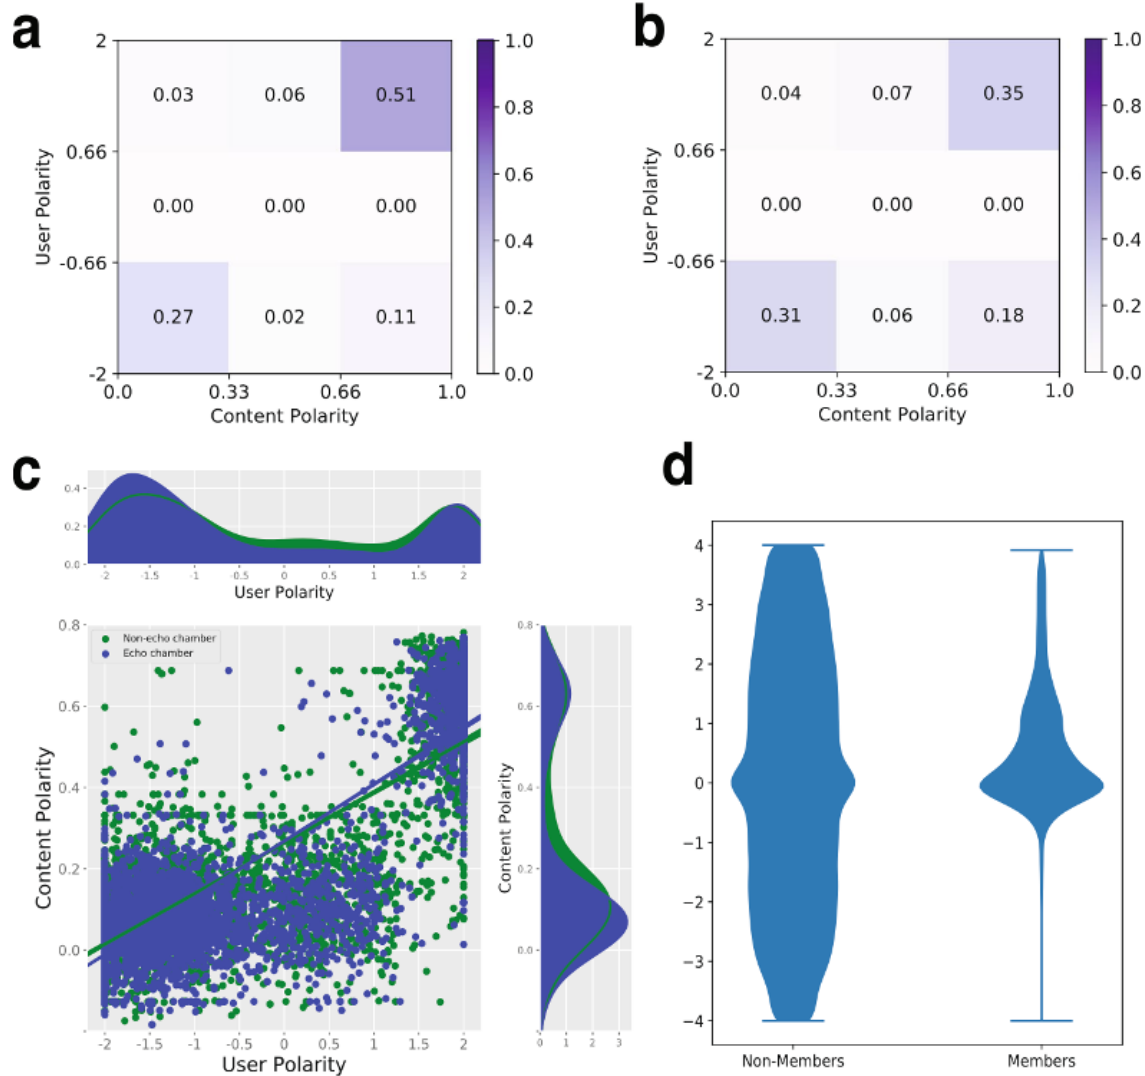 a
2
0.66
-0.66
-2
User Polarity
0.03 0.06 0.51
0.00 0.00 0.00
0.27 0.02 0.11
0.0 0.33 0.66 1.0
Content Polarity
1.0
0.8
0.6
0.4
0.2
0.0
b
2
0.66
-0.66
-2
User Polarity
0.04 0.07 0.35
0.00 0.00 0.00
0.31 0.06 0.18
0.0 0.33 0.66 1.0
Content Polarity
1.0
0.8
0.6
0.4
0.2
0.0
c
0.4
0.2
0.0
-2 -1.5 -1 -0.5 0 0.5 1 1.5 2
User Polarity
0.8
0.6
0.4
0.2
0.0
Content Polarity
Non-echo chamber
Echo chamber
-2 -1.5 -1 -0.5 0 0.5 1 1.5 2
User Polarity
0.8
0.6
0.4
0.2
0.0
Content Polarity
0 1 2 3
d
4
3
2
1
0
−1
−2
−3
−4
Non-Members Members